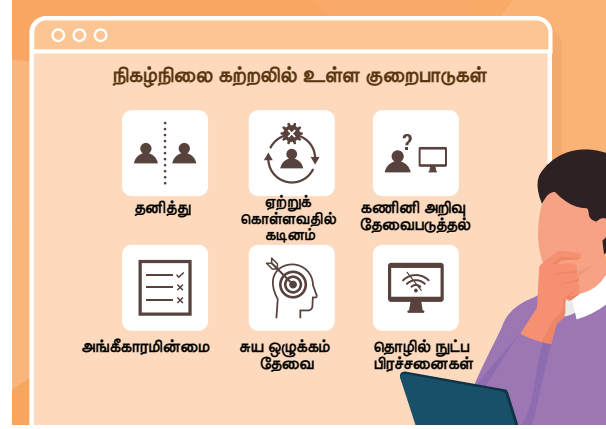 நிகழ்நிலை கற்றலில் உள்ள குறைபாடுகள்
தனித்து
ஏற்றுக்
கொள்ளவதில்
கடினம்
கணினி அறிவு
தேவைபடுத்தல்
அங்கீகாரமின்மை
சுய ஒழுக்கம்
தேவை
தொழில் நுட்ப
பிரச்சனைகள்